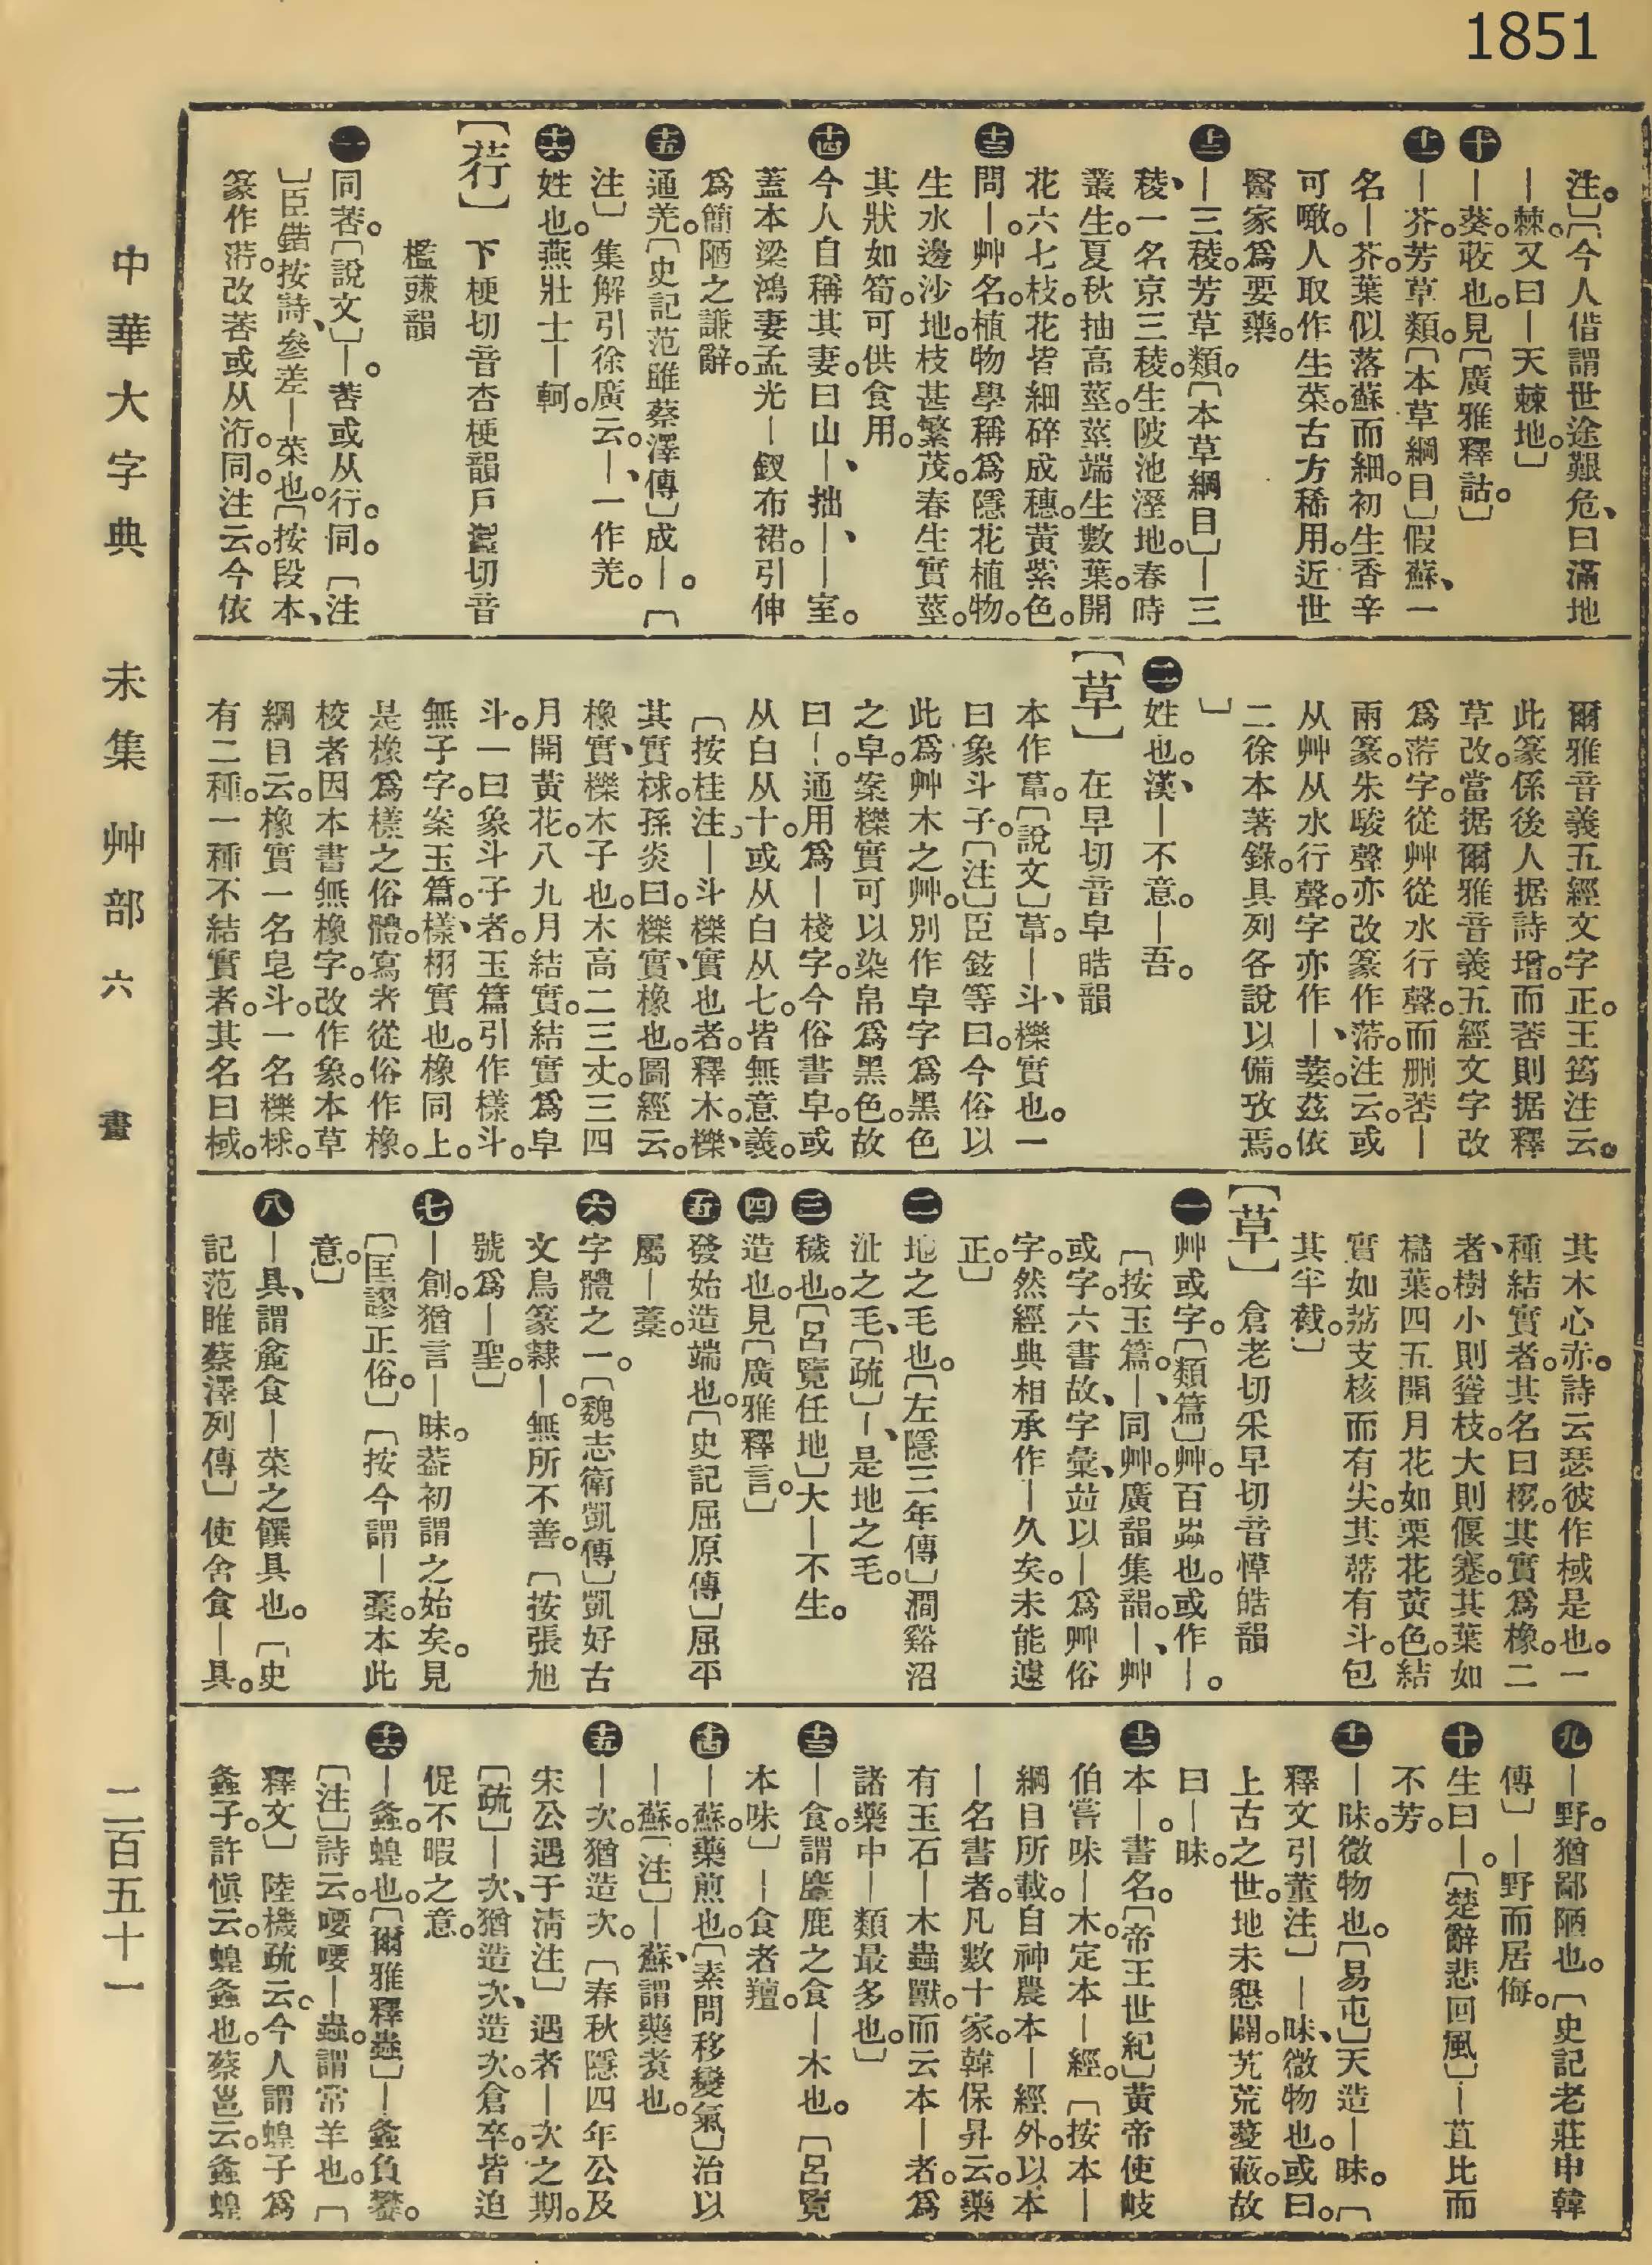 1851
注。〕〔今人偕謂世途艱危、曰滿地
｜棘。又曰｜天棘地。〕
十｜葵。葀也。見〔廣雅釋詁。〕
十一｜芥。芳草類。〔本草綱目〕假蘇、一
名｜芥。葉似落蘇而細。初生香辛
可噉。人取作生菜。古方稀用。近世
醫家爲要藥。
十二｜三稜。芳草類。〔本草綱目〕｜三
稜、一名京三稜。生陂池溼地。春時
叢生。夏秋抽高莖。莖端生數葉。開
花六七枝。花皆細碎成穗。黃紫色。
十三問｜。艸名。植物學稱爲隱花植物。
生水邊沙地。枝甚繁茂。春生實莖。
其狀如筍。可供食用。
十四今人自稱其妻。曰山｜、拙｜、｜室。
蓋本梁鴻妻孟光｜釵布裙。引伸
爲簡陋之謙辭。
十五通羌。〔史記范雎蔡澤傳〕成｜。〔
注〕集解引徐廣云。｜、一作羌。
十六姓也。燕壯士｜軻。
〔荇〕下梗切音杏梗韻戶𥂕切音
檻豏韻
一同莕。〔說文〕｜。莕或从行。同。〔注
〕臣鍇按詩、參差｜菜也。〔按段本、
篆作䓷。改莕或从洐。同。注云。今依
爾雅音義五經文字正。王筠注云。
此篆係後人据詩增。而莕則据釋
草改。當据爾雅音義五經文字改
爲䓷字。從艸從水行聲。而刪莕｜
兩篆。朱駿聲亦改篆作䓷。注云。或
从艸从水行聲。字亦作｜、菨。茲依
二徐本著錄。具列各說以備攷焉。
〕
二姓也。漢、｜不意。｜吾。
〔草〕在早切音皁晧韻
本作草。〔說文〕草。｜斗、櫟實也。一
曰象斗子。〔注〕臣鉉等曰。今俗以
此爲艸木之艸。別作皁字爲黑色
之皁。案櫟實可以染帛爲黑色。故
曰｜。通用爲｜棧字。今俗書皁。或
从白从十。或从白从七。皆無意義。
〔按桂注。｜斗櫟實也者。釋木。櫟、
其實梂。孫炎曰。櫟實、橡也。圖經云。
橡實、櫟木子也。木高二三丈。三四
月開黃花。八九月結實。結實爲皁
斗。一曰象斗子者。玉篇引作樣斗。
無子字。案玉篇。樣、栩實也。橡同上。
是橡爲樣之俗體。寫者從俗作橡。
校者因本書無橡字。改作象。本草
綱目云。橡實一名皂斗。一名櫟梂。
有二種。一種不結實者。其名曰棫。
其木心赤。詩云瑟彼作棫是也。一
種結實者。其名曰栩。其實爲橡。二
者、樹小則聳枝。大則偃蹇。其葉如
櫧葉。四五開月花如栗花黃色。結
實如荔支核而有尖。其蔕有斗。包
其半截。〕
〔草〕倉老切采早切音懆晧韻
一艸或字。〔類篇〕艸。百芔也。或作｜。
〔按玉篇。｜、同艸。廣韻集韻。｜、艸
或字。六書故、字彙、竝以｜爲艸俗
字。然經典相承作｜久矣。未能遽
正。〕
二地之毛也。〔左隱三年傳〕澗谿沼
沚之毛、〔疏〕｜、是地之毛。
三穢也。〔呂覽任地〕大｜不生。
四造也。見〔廣雅釋言。〕
五發始造端也。〔史記屈原傳〕屈平
屬｜藁。
六字體之一。〔魏志衛凱傳〕凱好古
文鳥篆隸｜。無所不善。〔按張旭
號爲｜聖。〕
七｜創。猶言｜昧。葢初謂之始矣。見
〔匡謬正俗。〕〔按今謂｜藁。本此
意。〕
八｜具、謂麄食｜菜之饌具也。〔史
記范睢蔡澤列傳〕使舍食｜具。
九｜野。猶鄙陋也。〔史記老莊申韓
傳〕｜野而居侮。
十生曰｜。〔楚辭悲回風〕｜苴比而
不芳。
十一｜昧。微物也。〔易屯〕天造｜昧。〔
釋文引董注〕｜昧、微物也。或曰。
上古之世。地未懇闢。艽荒薆蔽。故
曰｜昧。
十二本｜。書名。〔帝王世紀〕黃帝使岐
伯嘗味｜木。定本｜經。〔按本｜
綱目所載。自神農本｜經外。以本
｜名書者。凡數十家。韓保昇云。藥
有玉石｜木蟲獸。而云本｜者。爲
諸藥中｜類最多也。〕
十三｜食。謂麞鹿之食｜木也。〔呂覽
本味〕｜食者羶。
十四｜蘇。藥煎也。〔素問移變氣〕治以
｜蘇。〔注〕｜蘇、謂藥煑也。
十五｜次。猶造次。〔春秋隱四年公及
宋公遇于清注〕遇者｜次之期。
〔疏〕｜次、猶造次、造次。倉卒。皆迫
促不暇之意。
十六｜螽。蝗也。〔爾雅釋蟲〕｜螽負蠜。
〔注〕詩云。喓喓｜蟲。謂常羊也。〔
釋文〕陸機疏云。今人謂蝗子爲
螽子。許愼云。蝗螽也。蔡邕云。螽蝗
中華大字典　未集　艸部　六畫　二百五十一